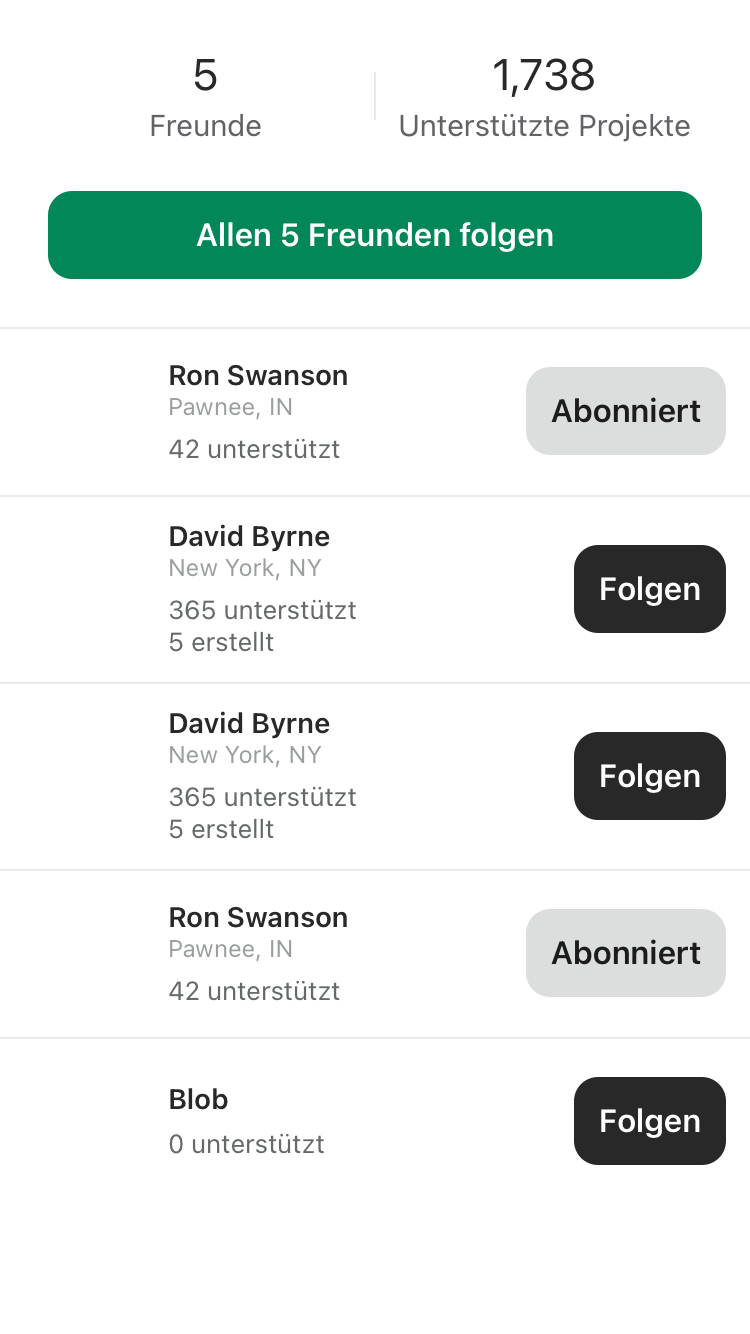 5
Freunde
1,738
Unterstützte Projekte
Allen 5 Freunden folgen
Ron Swanson
Pawnee, IN
42 unterstützt
Abonniert
David Byrne
New York, NY
365 unterstützt
5 erstellt
Folgen
David Byrne
New York, NY
365 unterstützt
5 erstellt
Folgen
Ron Swanson
Pawnee, IN
42 unterstützt
Abonniert
Blob
0 unterstützt
Folgen